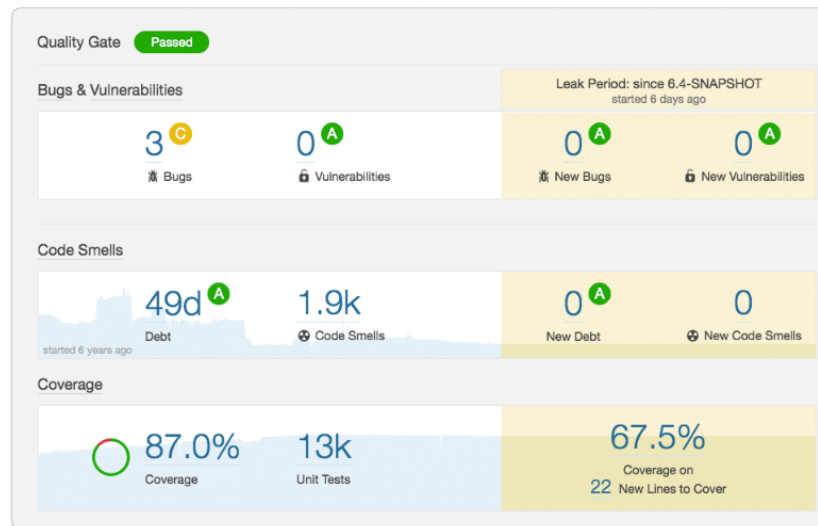 Quality Gate Passed
Bugs & Vulnerabilities
Leak Period: since 6.4-SNAPSHOT
started 6 days ago
3 C
0 A
0 A
0 A
Bugs
Vulnerabilities
New Bugs
New Vulnerabilities
Code Smells
49d A
1.9k
0 A
0
Debt
Code Smells
New Debt
New Code Smells
started 6 years ago
Coverage
87.0%
13k
67.5%
Coverage
Unit Tests
Coverage on
22 New Lines to Cover